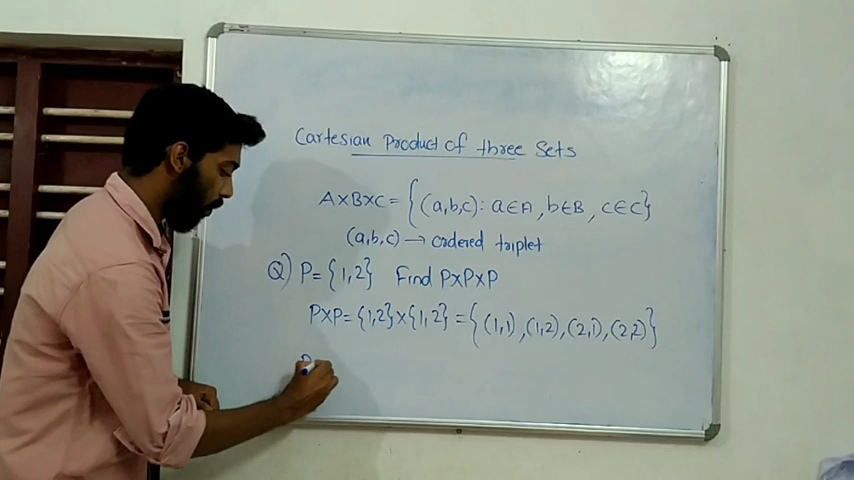 Cartesian Product of three Sets
A×B×C = {(a,b,c): a∈A, b∈B, c∈C}
(a,b,c) → ordered triplet
Q) P = {1,2} Find P×P×P
P×P = {1,2}×{1,2} = {(1,1),(1,2),(2,1),(2,2)}
P